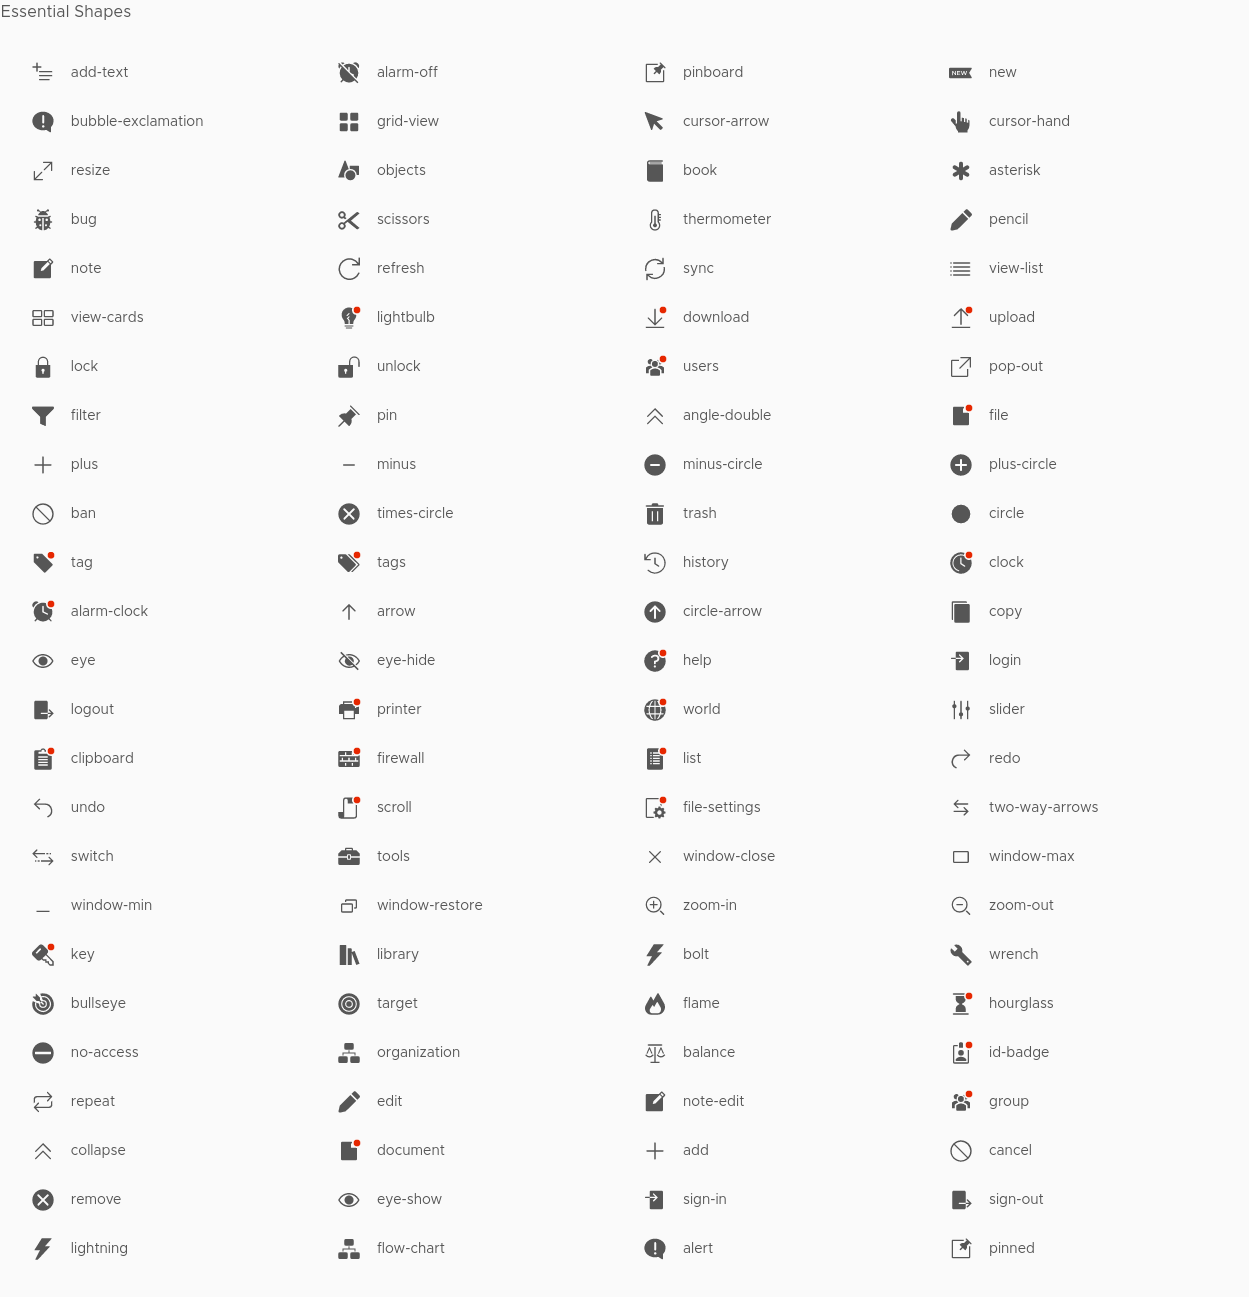 Essential Shapes
add-text alarm-off pinboard NEW new
bubble-exclamation grid-view cursor-arrow cursor-hand
resize objects book asterisk
bug scissors thermometer pencil
note refresh sync view-list
view-cards lightbulb download upload
lock unlock users pop-out
filter pin angle-double file
plus minus minus-circle plus-circle
ban times-circle trash circle
tag tags history clock
alarm-clock arrow circle-arrow copy
eye eye-hide help login
logout printer world slider
clipboard firewall list redo
undo scroll file-settings two-way-arrows
switch tools window-close window-max
window-min window-restore zoom-in zoom-out
key library bolt wrench
bullseye target flame hourglass
no-access organization balance id-badge
repeat edit note-edit group
collapse document add cancel
remove eye-show sign-in sign-out
lightning flow-chart alert pinned